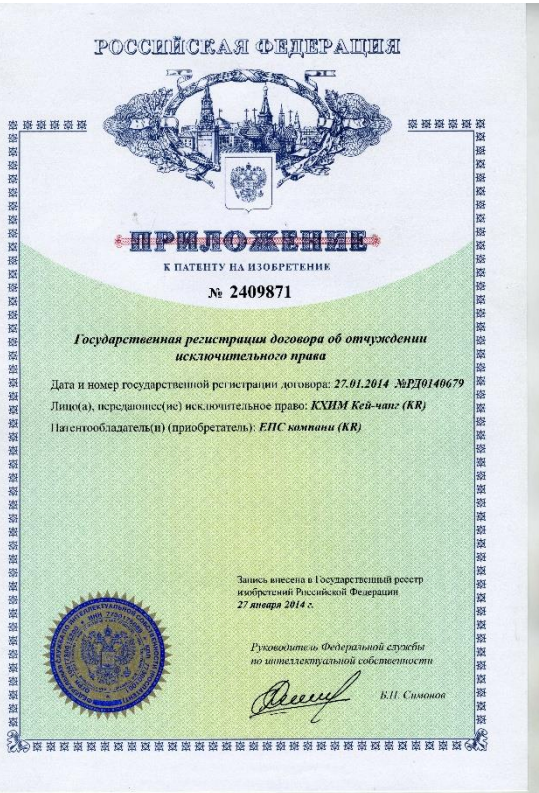 РОССИЙСКАЯ ФЕДЕРАЦИЯ
ПРИЛОЖЕНИЕ
К ПАТЕНТУ НА ИЗОБРЕТЕНИЕ
№ 2409871
Государственная регистрация договора об отчуждении
исключительного права
Дата и номер государственной регистрации договора: 27.01.2014 №РД0140679
Лицо(а), передающее(ие) исключительное право: КХИМ Кей-чанг (KR)
Патентообладатель(и) (приобретатель): ЕПС компани (KR)
Запись внесена в Государственный реестр
изобретений Российской Федерации
27 января 2014 г.
Руководитель Федеральной службы
по интеллектуальной собственности
Б.П. Симонов